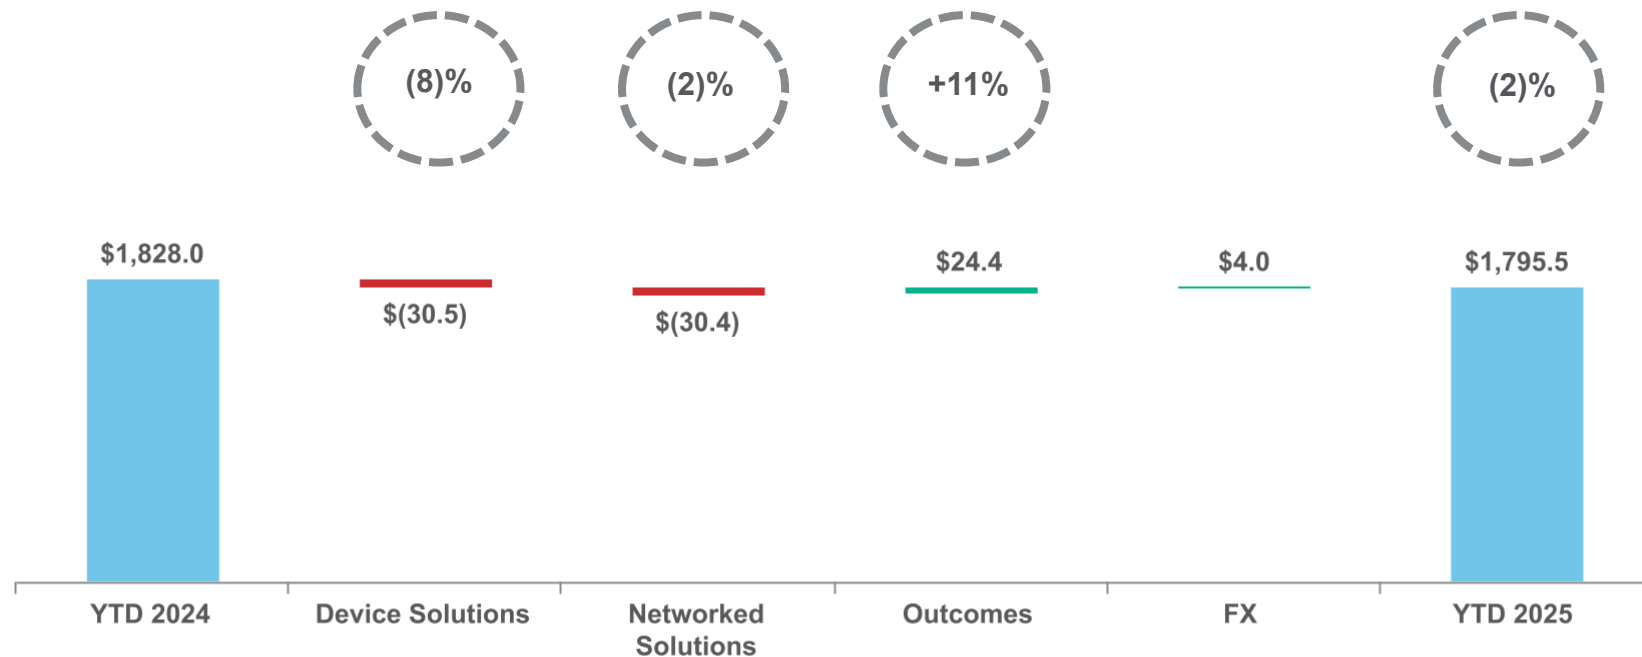 (8)%
(2)%
+11%
(2)%
$1,828.0
$(30.5)
$(30.4)
$24.4
$4.0
$1,795.5
YTD 2024
Device Solutions
Networked
Solutions
Outcomes
FX
YTD 2025